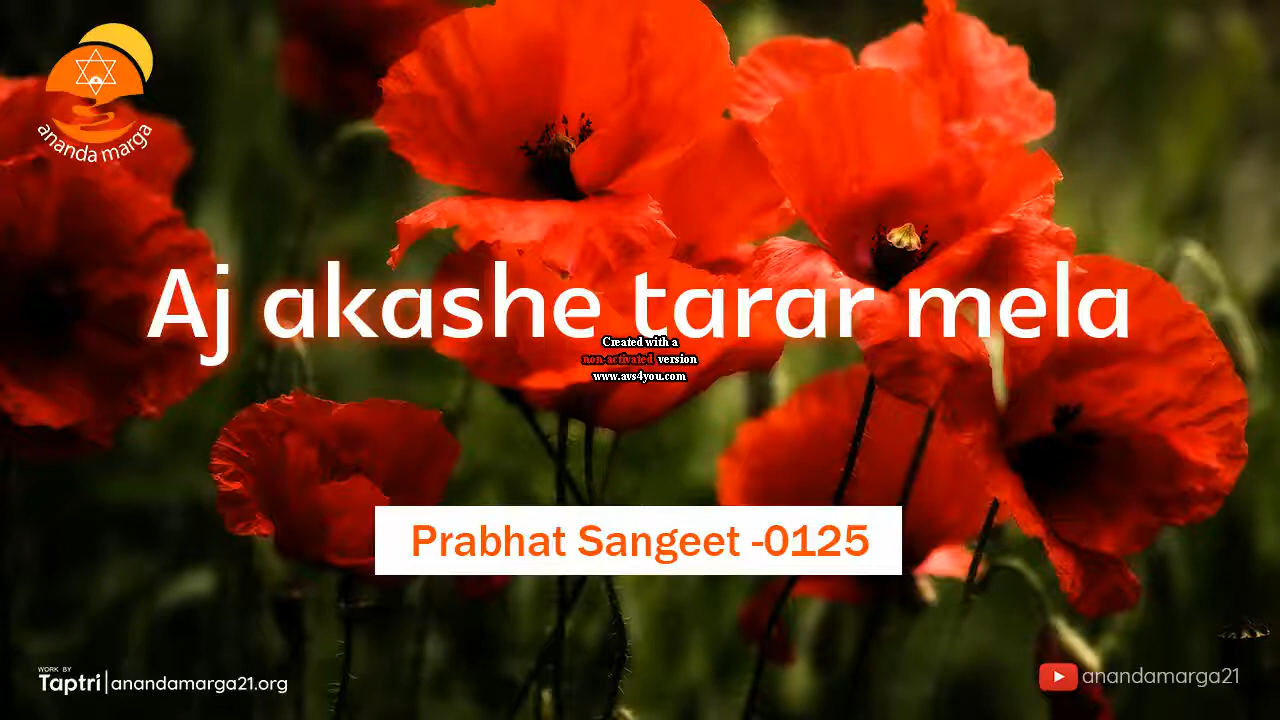 ananda marga
Aj akashe tarar mela
Created with a
non-activated version
www.avs4you.com
Prabhat Sangeet -0125
WORK BY
Taptri|anandamarga21.org
anandamarga21